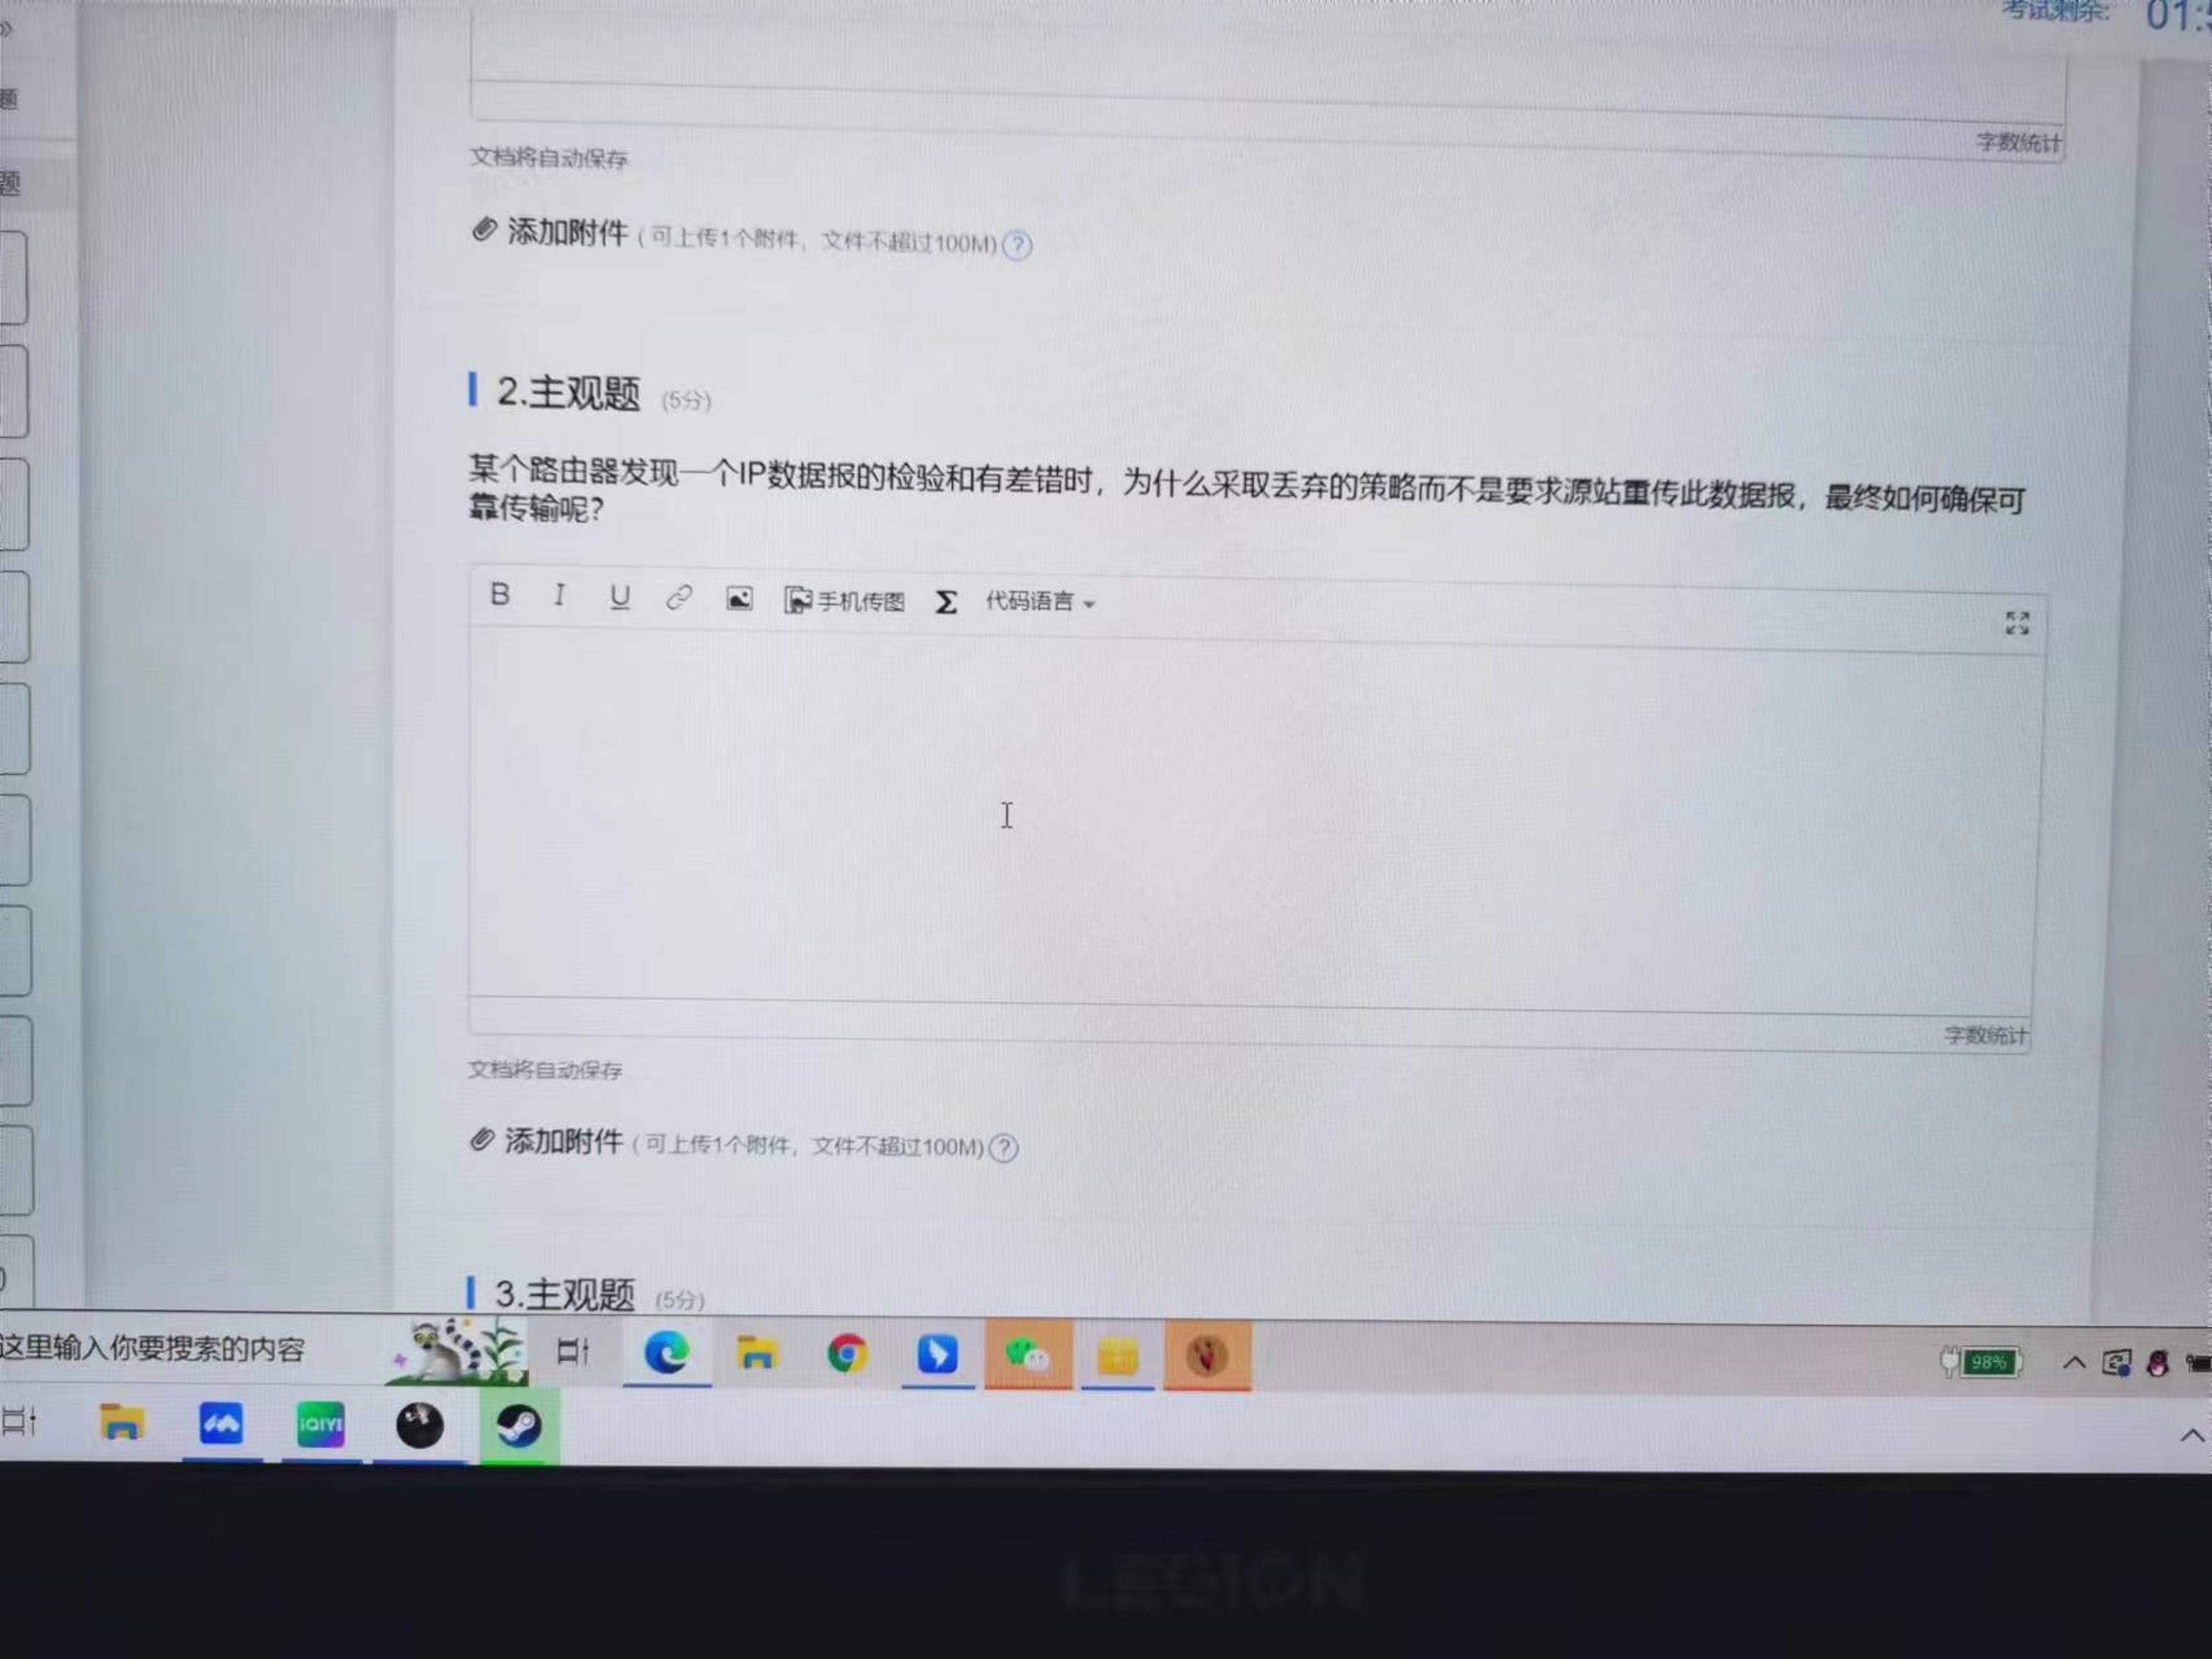 考试剩余:
01:
»
题
字数统计
文档将自动保存
题
添加附件 (可上传1个附件，文件不超过100M) ?
2.主观题 (5分)
某个路由器发现一个IP数据报的检验和有差错时，为什么采取丢弃的策略而不是要求源站重传此数据报，最终如何确保可
靠传输呢?
B I U 手机传图 Σ 代码语言
字数统计
文档将自动保存
添加附件 (可上传1个附件，文件不超过100M) ?
3.主观题 (5分)
这里输入你要搜索的内容
98%
iQIYI
LEGION